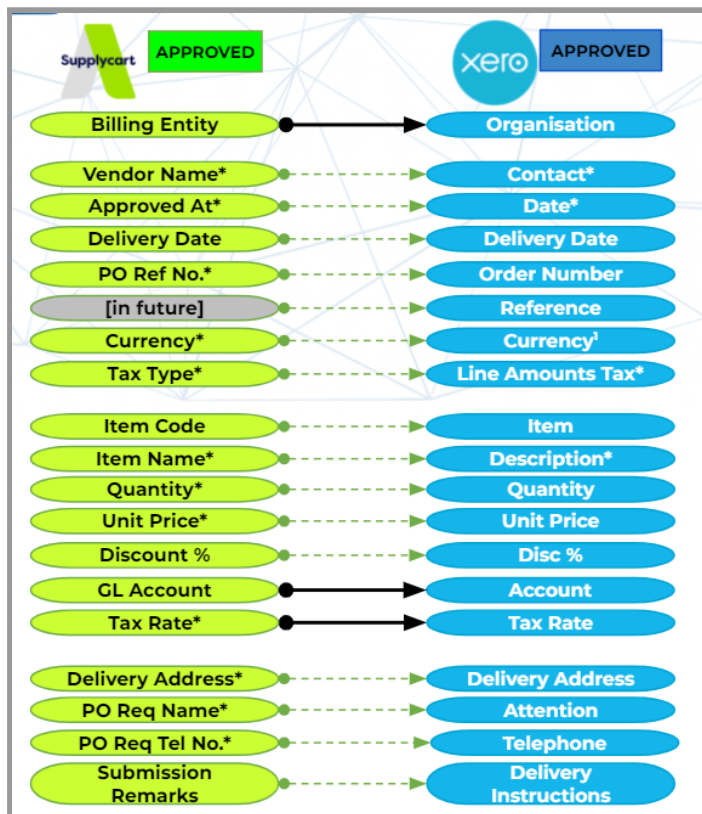 Supplycart APPROVED
xero APPROVED
Billing Entity Organisation
Vendor Name* Contact*
Approved At* Date*
Delivery Date Delivery Date
PO Ref No.* Order Number
[in future] Reference
Currency* Currency¹
Tax Type* Line Amounts Tax*
Item Code Item
Item Name* Description*
Quantity* Quantity
Unit Price* Unit Price
Discount % Disc %
GL Account Account
Tax Rate* Tax Rate
Delivery Address* Delivery Address
PO Req Name* Attention
PO Req Tel No.* Telephone
Submission Delivery
Remarks Instructions